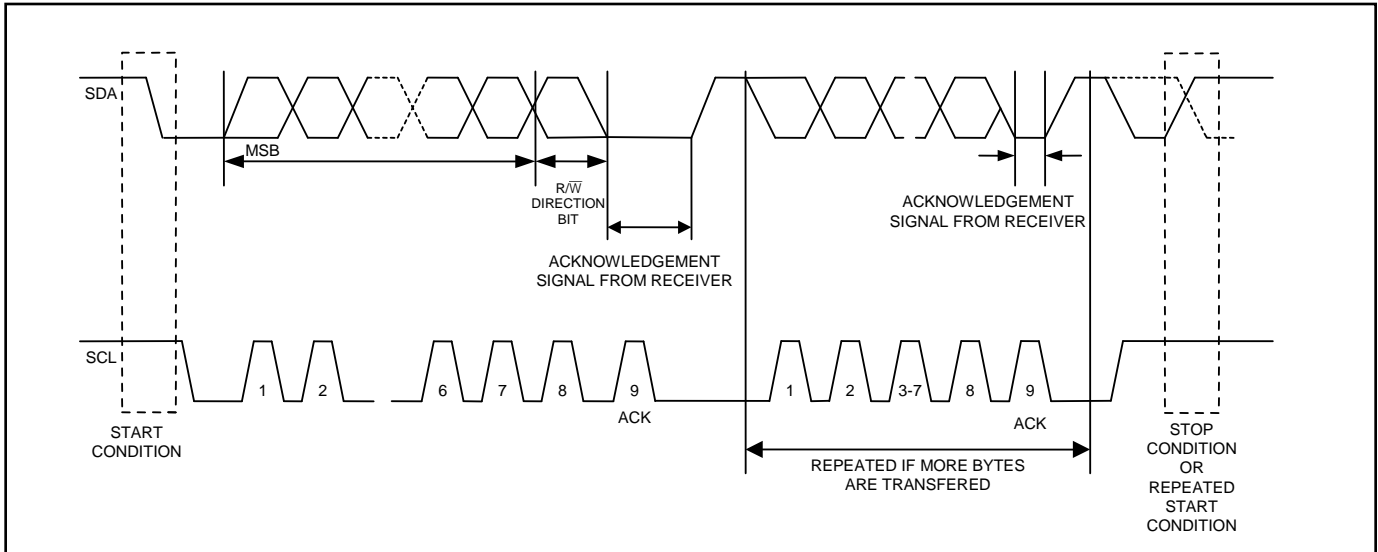 SDA
MSB
R/W̅
DIRECTION
BIT
ACKNOWLEDGEMENT
SIGNAL FROM RECEIVER
ACKNOWLEDGEMENT
SIGNAL FROM RECEIVER
SCL
1 2 6 7 8 9 1 2 3-7 8 9
ACK
ACK
START
CONDITION
REPEATED IF MORE BYTES
ARE TRANSFERED
STOP
CONDITION
OR
REPEATED
START
CONDITION